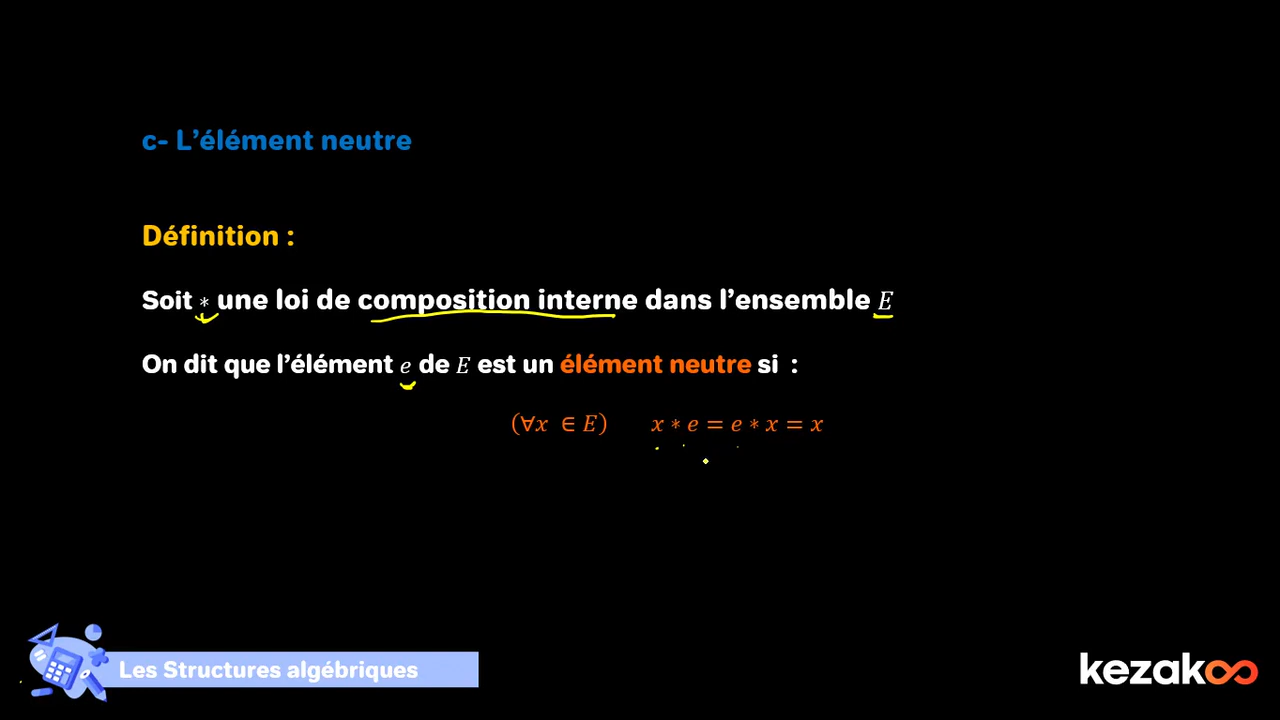 c- L'élément neutre
Définition :
Soit * une loi de composition interne dans l'ensemble E
On dit que l'élément e de E est un élément neutre si :
(∀x ∈ E) x * e = e * x = x
Les Structures algébriques
kezakoo